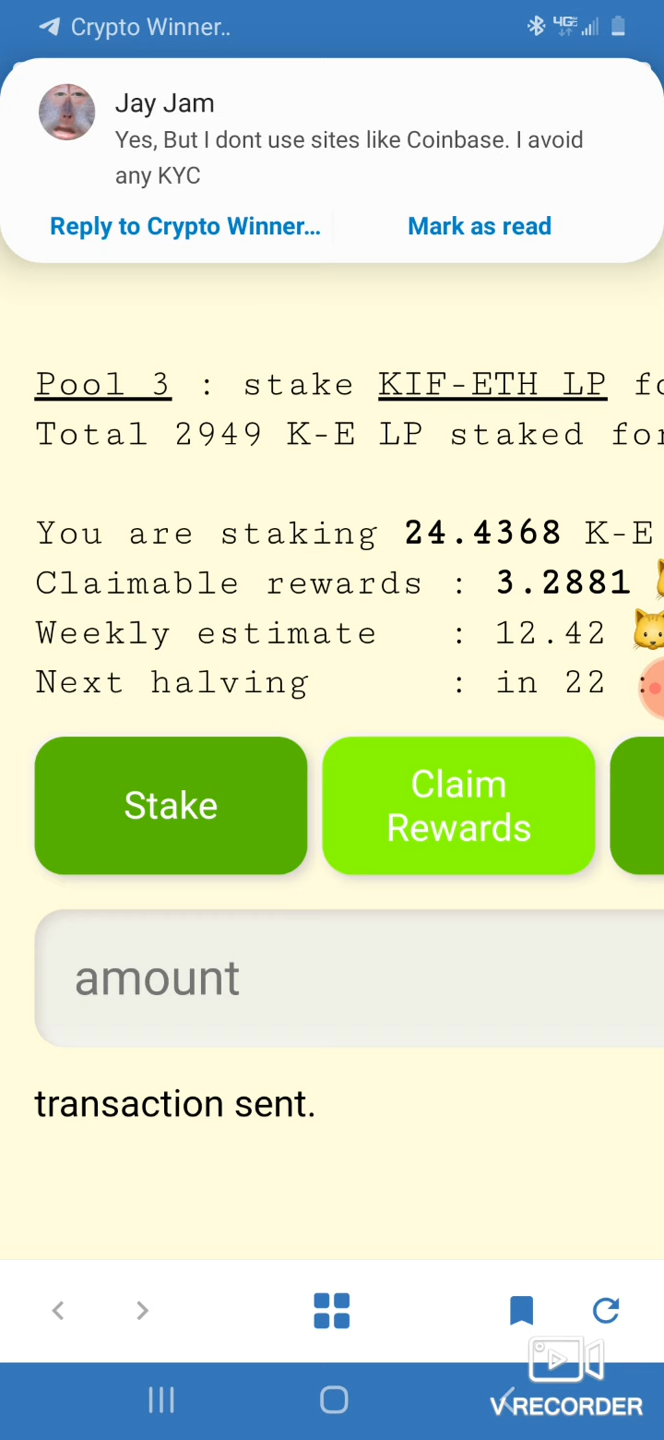 Crypto Winner..
4GE
Jay Jam
Yes, But I dont use sites like Coinbase. I avoid
any KYC
Reply to Crypto Winner...
Mark as read
Pool 3 : stake KIF-ETH LP fo
Total 2949 K-E LP staked for
You are staking 24.4368 K-E
Claimable rewards : 3.2881
Weekly estimate : 12.42
Next halving : in 22 :
Stake
Claim
Rewards
amount
transaction sent.
VRECORDER